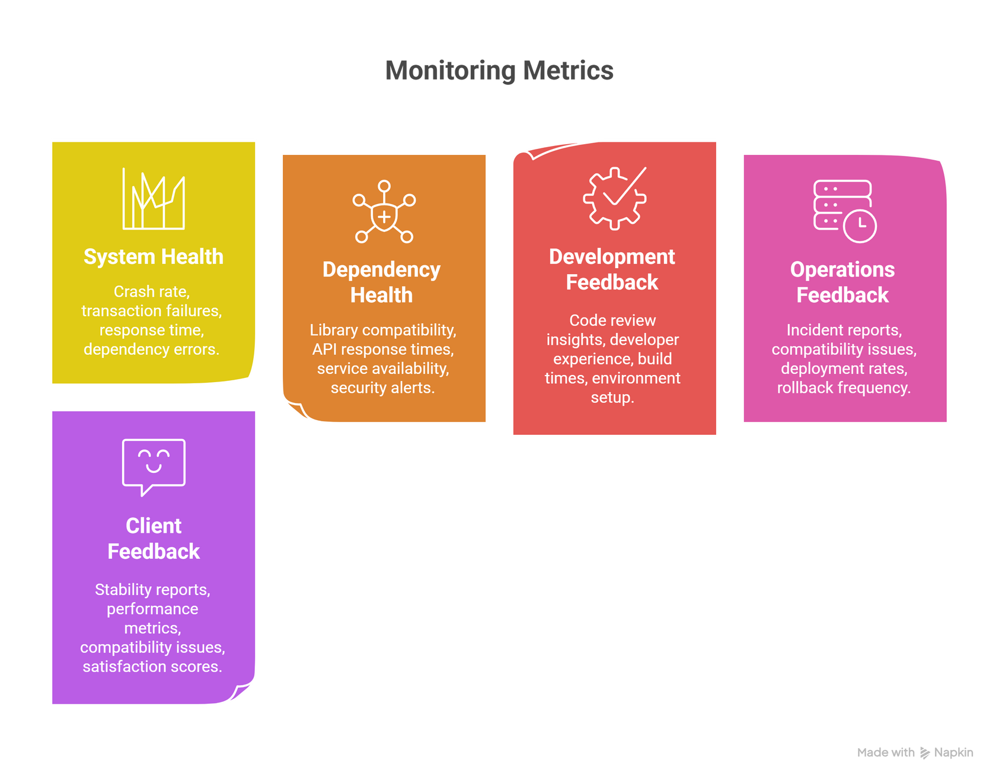 Monitoring Metrics
System Health
Crash rate,
transaction failures,
response time,
dependency errors.
Dependency
Health
Library compatibility,
API response times,
service availability,
security alerts.
Development
Feedback
Code review
insights, developer
experience, build
times, environment
setup.
Operations
Feedback
Incident reports,
compatibility issues,
deployment rates,
rollback frequency.
Client
Feedback
Stability reports,
performance
metrics,
compatibility issues,
satisfaction scores.
Made with Napkin